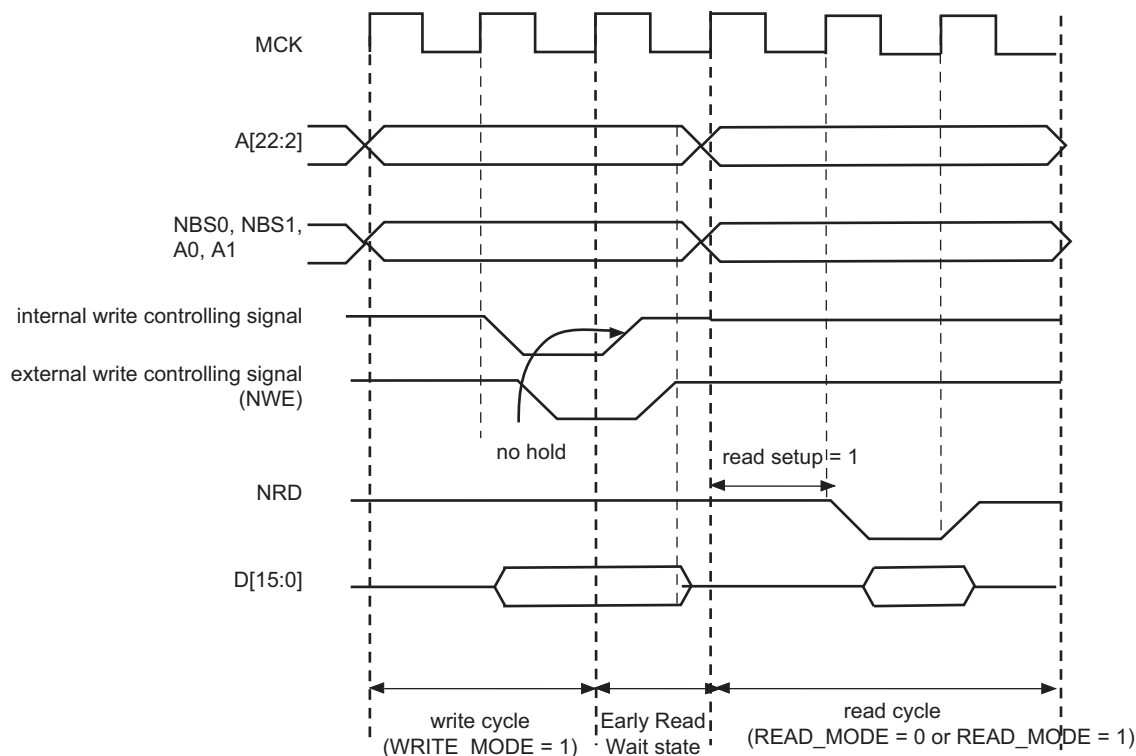 MCK
A[22:2]
NBS0, NBS1,
A0, A1
internal write controlling signal
external write controlling signal
(NWE)
no hold
read setup = 1
NRD
D[15:0]
write cycle
(WRITE_MODE = 1)
Early Read
Wait state
read cycle
(READ_MODE = 0 or READ_MODE = 1)